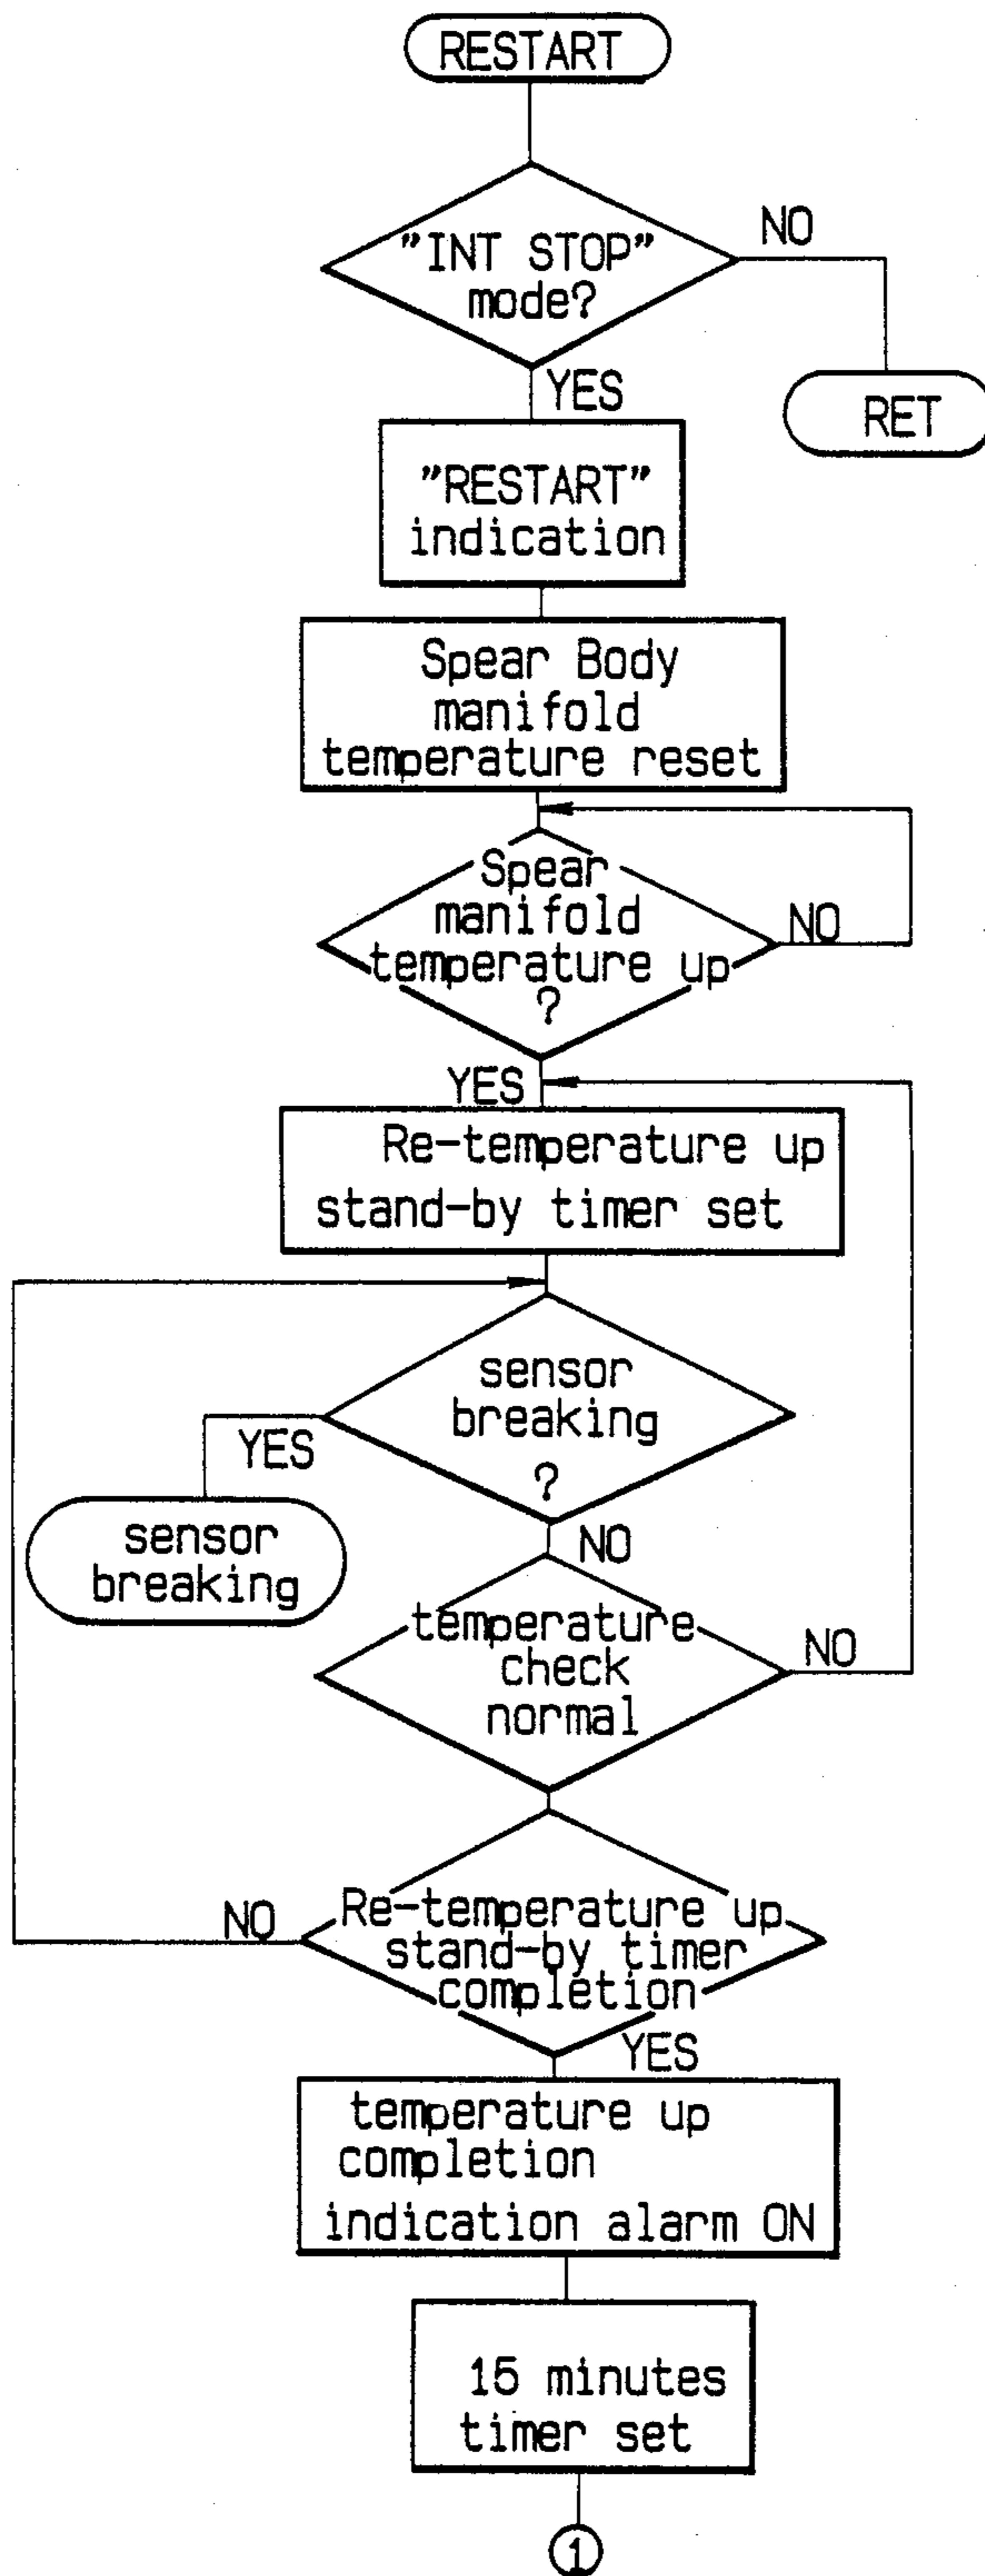 RESTART
"INT STOP"
mode?
NO
RET
YES
"RESTART"
indication
Spear Body
manifold
temperature reset
Spear
manifold
temperature up
?
NO
YES
Re-temperature up
stand-by timer set
sensor
breaking
?
YES
sensor
breaking
NO
temperature
check
normal
NO
Re-temperature up
stand-by timer
completion
NO
YES
temperature up
completion
indication alarm ON
15 minutes
timer set
1